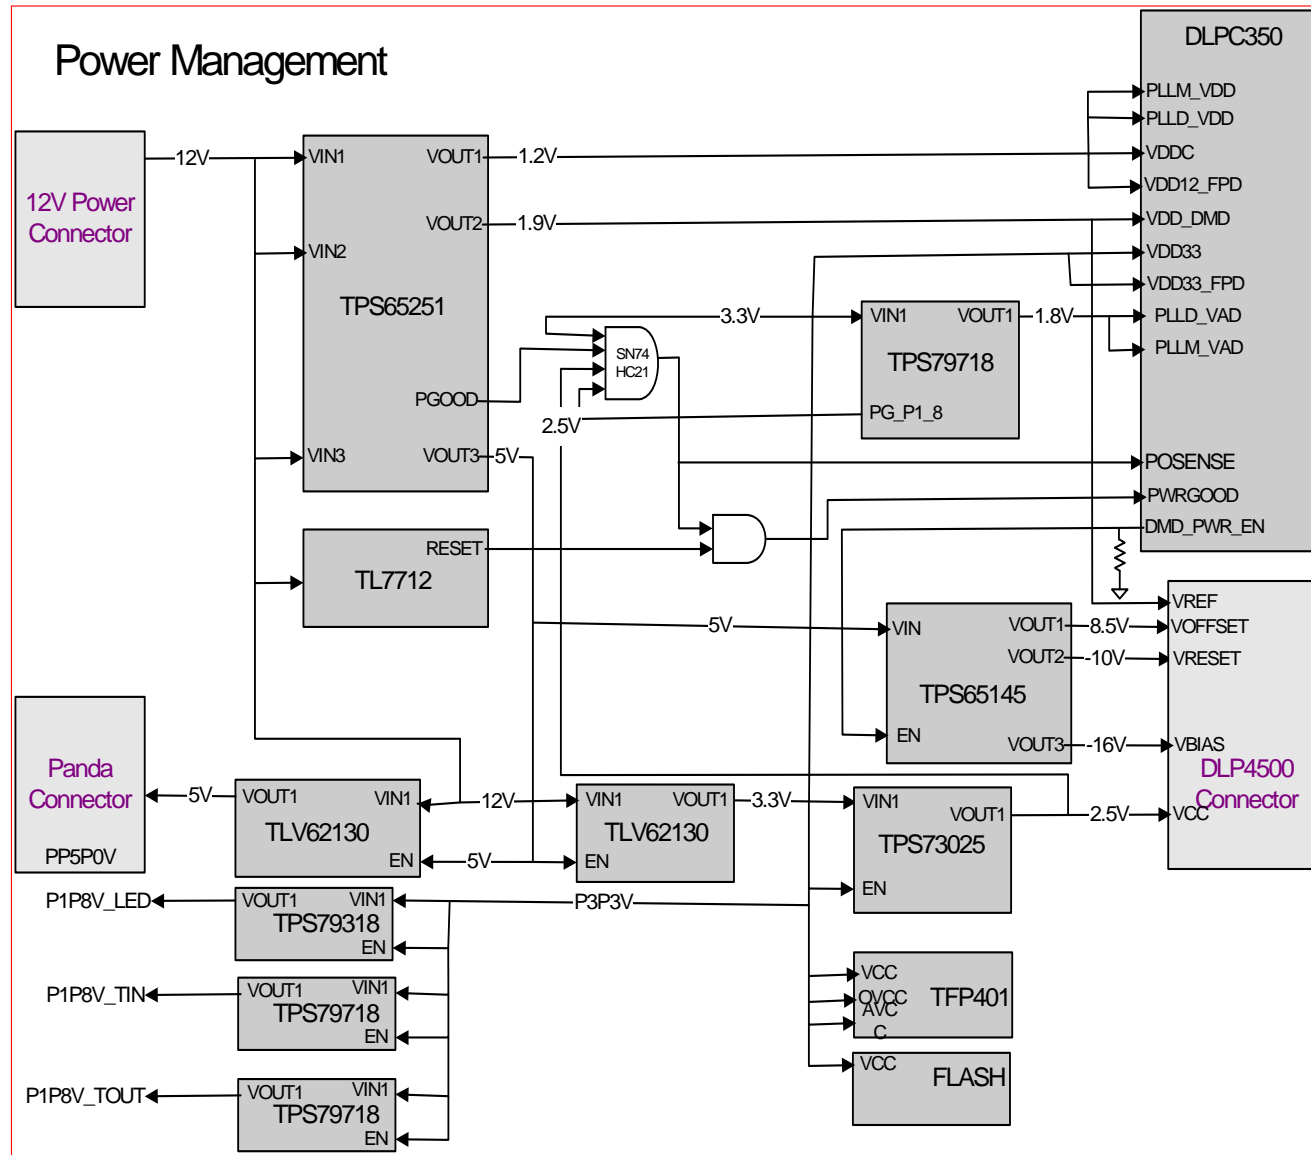 Power Management
DLPC350
PLLM_VDD
PLLD_VDD
VDDC
VDD12_FPD
VDD_DMD
VDD33
VDD33_FPD
PLLD_VAD
PLLM_VAD
POSENSE
PWRGOOD
DMD_PWR_EN
12V Power
Connector
12V
VIN1
VOUT1
1.2V
VOUT2
1.9V
VIN2
TPS65251
PGOOD
VIN3
VOUT3
5V
3.3V
SN74
HC21
2.5V
VIN1
VOUT1
1.8V
TPS79718
PG_P1_8
RESET
TL7712
5V
VIN
VOUT1
8.5V
VOUT2
-10V
TPS65145
EN
VOUT3
-16V
VREF
VOFFSET
VRESET
VBIAS
DLP4500
Connector
VCC
Panda
Connector
PP5P0V
5V
VOUT1
VIN1
TLV62130
EN
12V
5V
VIN1
VOUT1
TLV62130
EN
3.3V
VIN1
VOUT1
TPS73025
EN
2.5V
P1P8V_LED
VOUT1
VIN1
TPS79318
EN
P3P3V
P1P8V_TIN
VOUT1
VIN1
TPS79718
EN
P1P8V_TOUT
VOUT1
VIN1
TPS79718
EN
VCC
OVCC
AVC
C
TFP401
VCC
FLASH